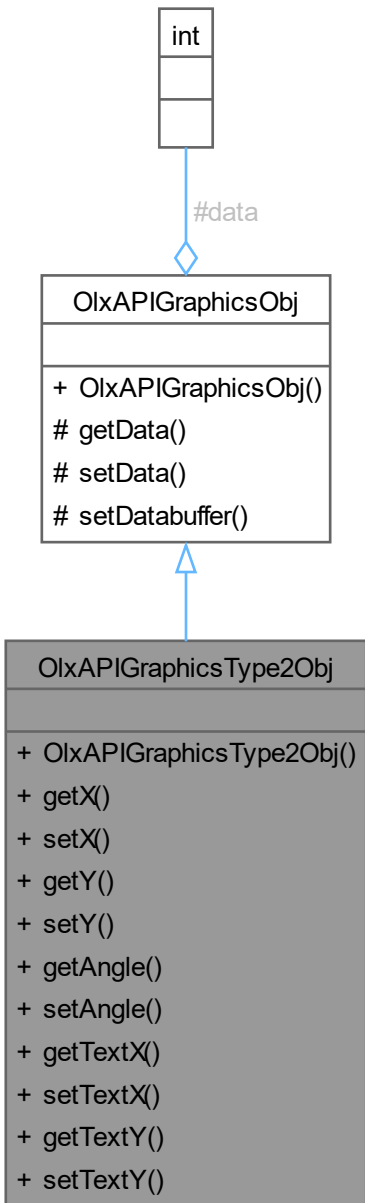 int
#data
OlxAPIGraphicsObj
+ OlxAPIGraphicsObj()
# getData()
# setData()
# setDatabuffer()
OlxAPIGraphicsType2Obj
+ OlxAPIGraphicsType2Obj()
+ getX()
+ setX()
+ getY()
+ setY()
+ getAngle()
+ setAngle()
+ getTextX()
+ setTextX()
+ getTextY()
+ setTextY()